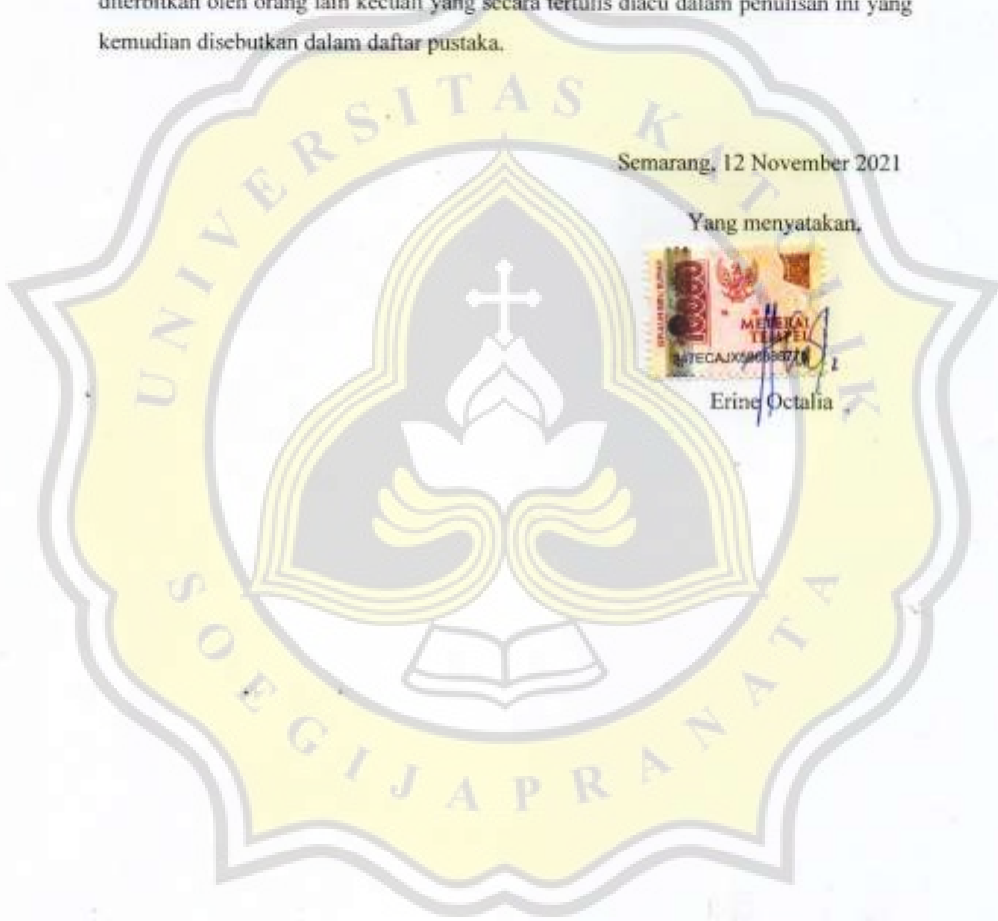 diterbitkan oleh orang lain kecuali yang secara tertulis diacu dalam penulisan ini yang
kemudian disebutkan dalam daftar pustaka.
UNIVERSITAS KATOLIK
Semarang, 12 November 2021
Yang menyatakan,
10000
METERAI
TEMPEL
Erine Octalia
SOEGIJAPRANATA